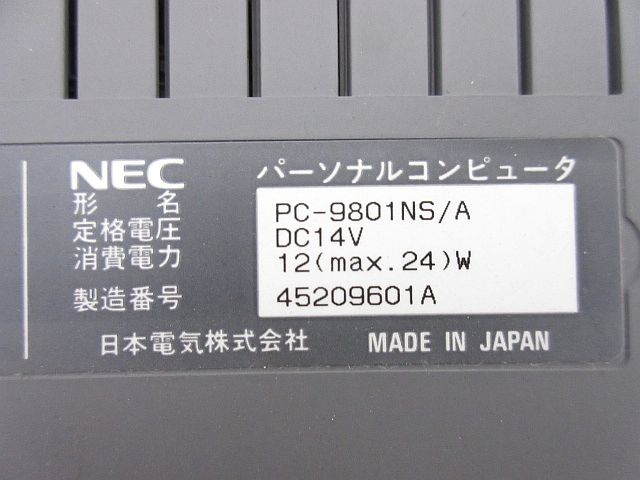 NEC パーソナルコンピュータ
形 名 PC-9801NS/A
定格電圧 DC14V
消費電力 12(max.24)W
製造番号 45209601A
日本電気株式会社 MADE IN JAPAN